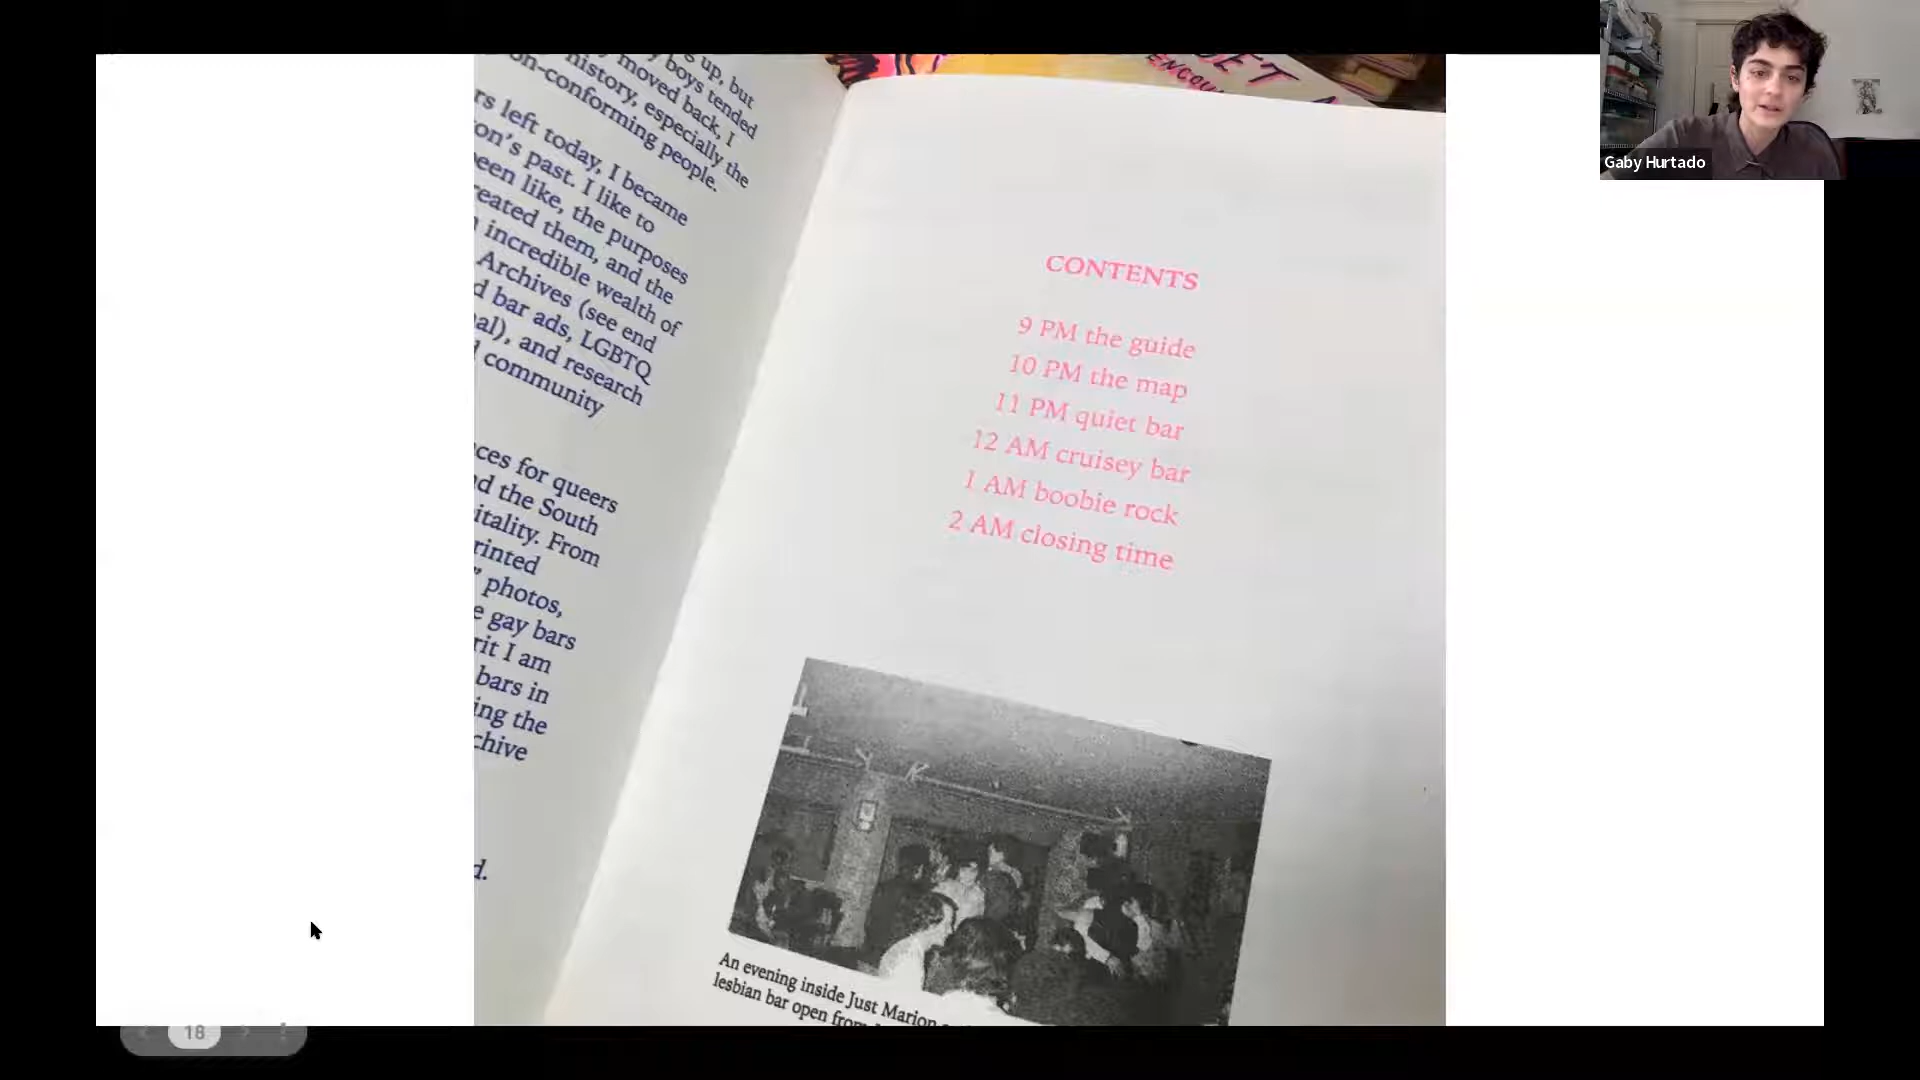 up, but
boys tended
moved back, I
history, especially the
on-conforming people.
rs left today, I became
on's past. I like to
een like, the purposes
reated them, and the
incredible wealth of
Archives (see end
d bar ads, LGBTQ
al), and research
community
ces for queers
nd the South
itality. From
rinted
" photos,
e gay bars
rit I am
bars in
ing the
chive
d.
CONTENTS
9 PM the guide
10 PM the map
11 PM quiet bar
12 AM cruisey bar
1 AM boobie rock
2 AM closing time
An evening inside Just Marion
lesbian bar open from
Gaby Hurtado
18